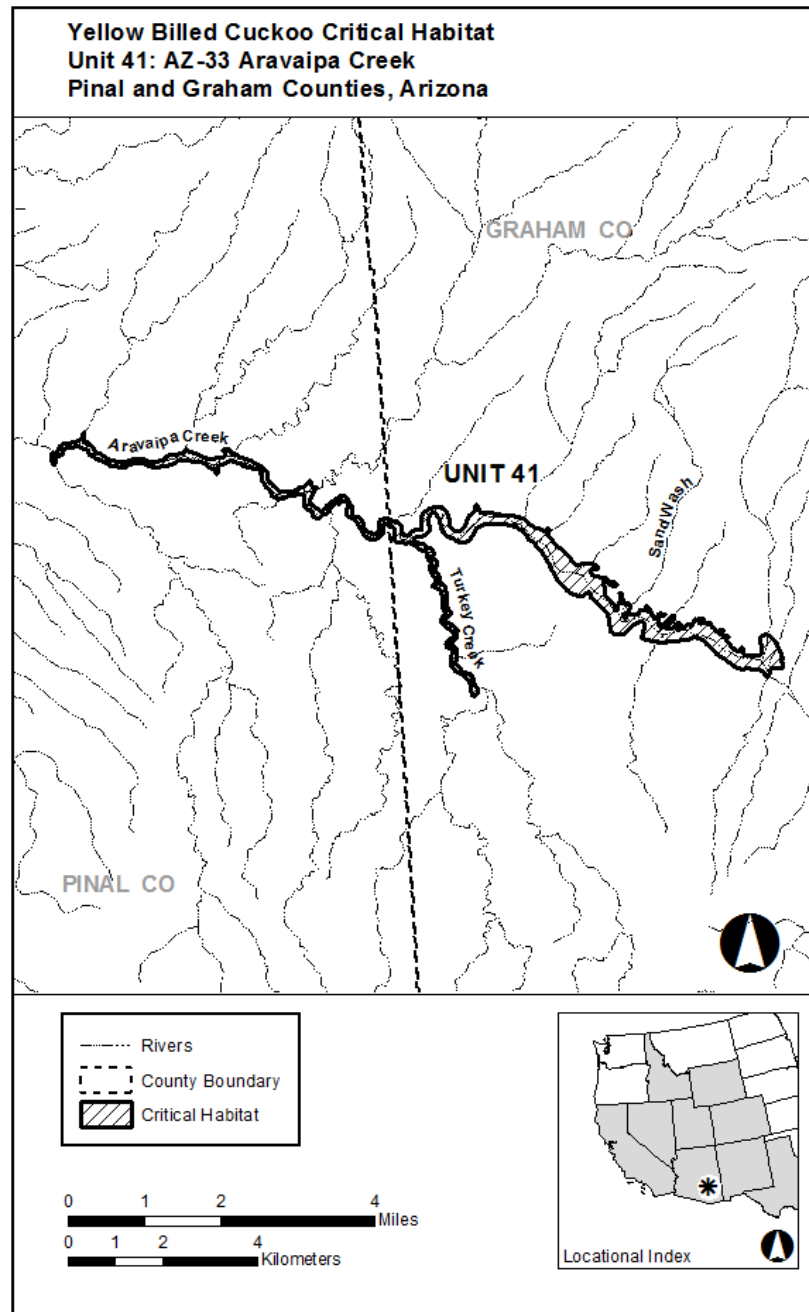 Yellow Billed Cuckoo Critical Habitat
Unit 41: AZ-33 Aravaipa Creek
Pinal and Graham Counties, Arizona
GRAHAM CO
Aravaipa Creek
UNIT 41
Sand Wash
Turkey Creek
PINAL CO
Rivers
County Boundary
Critical Habitat
0 1 2 4
Miles
0 1 2 4
Kilometers
Locational Index